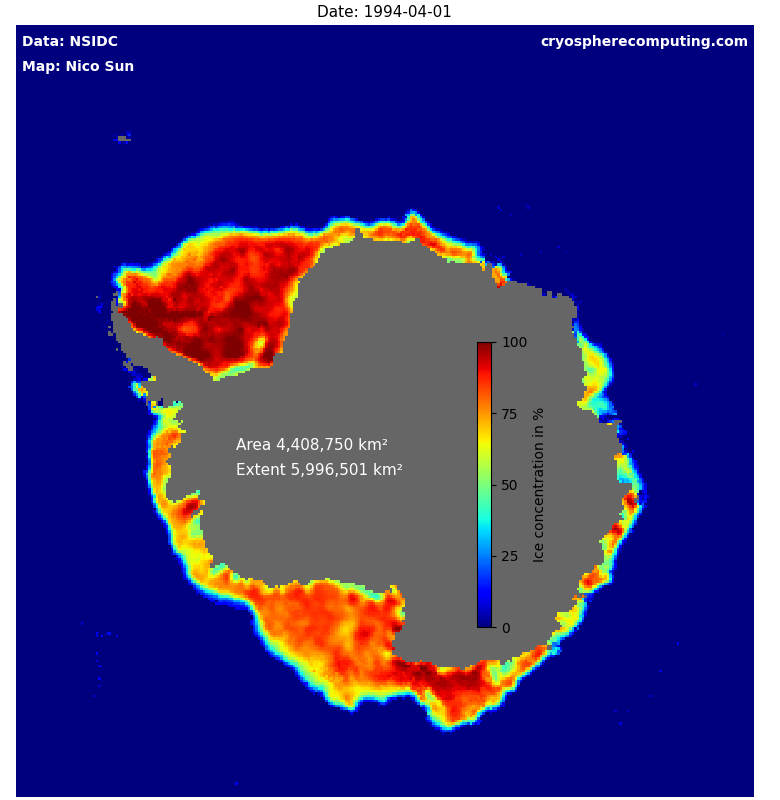 Date: 1994-04-01
Data: NSIDC
cryospherecomputing.com
Map: Nico Sun
100
75
50
25
0
Ice concentration in %
Area 4,408,750 km²
Extent 5,996,501 km²